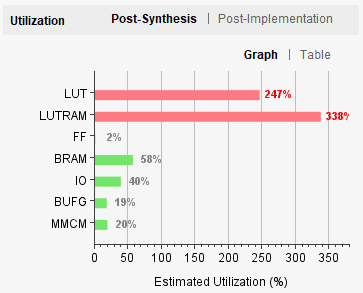 Utilization Post-Synthesis | Post-Implementation
Graph | Table
LUT 247%
LUTRAM 338%
FF 2%
BRAM 58%
IO 40%
BUFG 19%
MMCM 20%
0 50 100 150 200 250 300 350
Estimated Utilization (%)